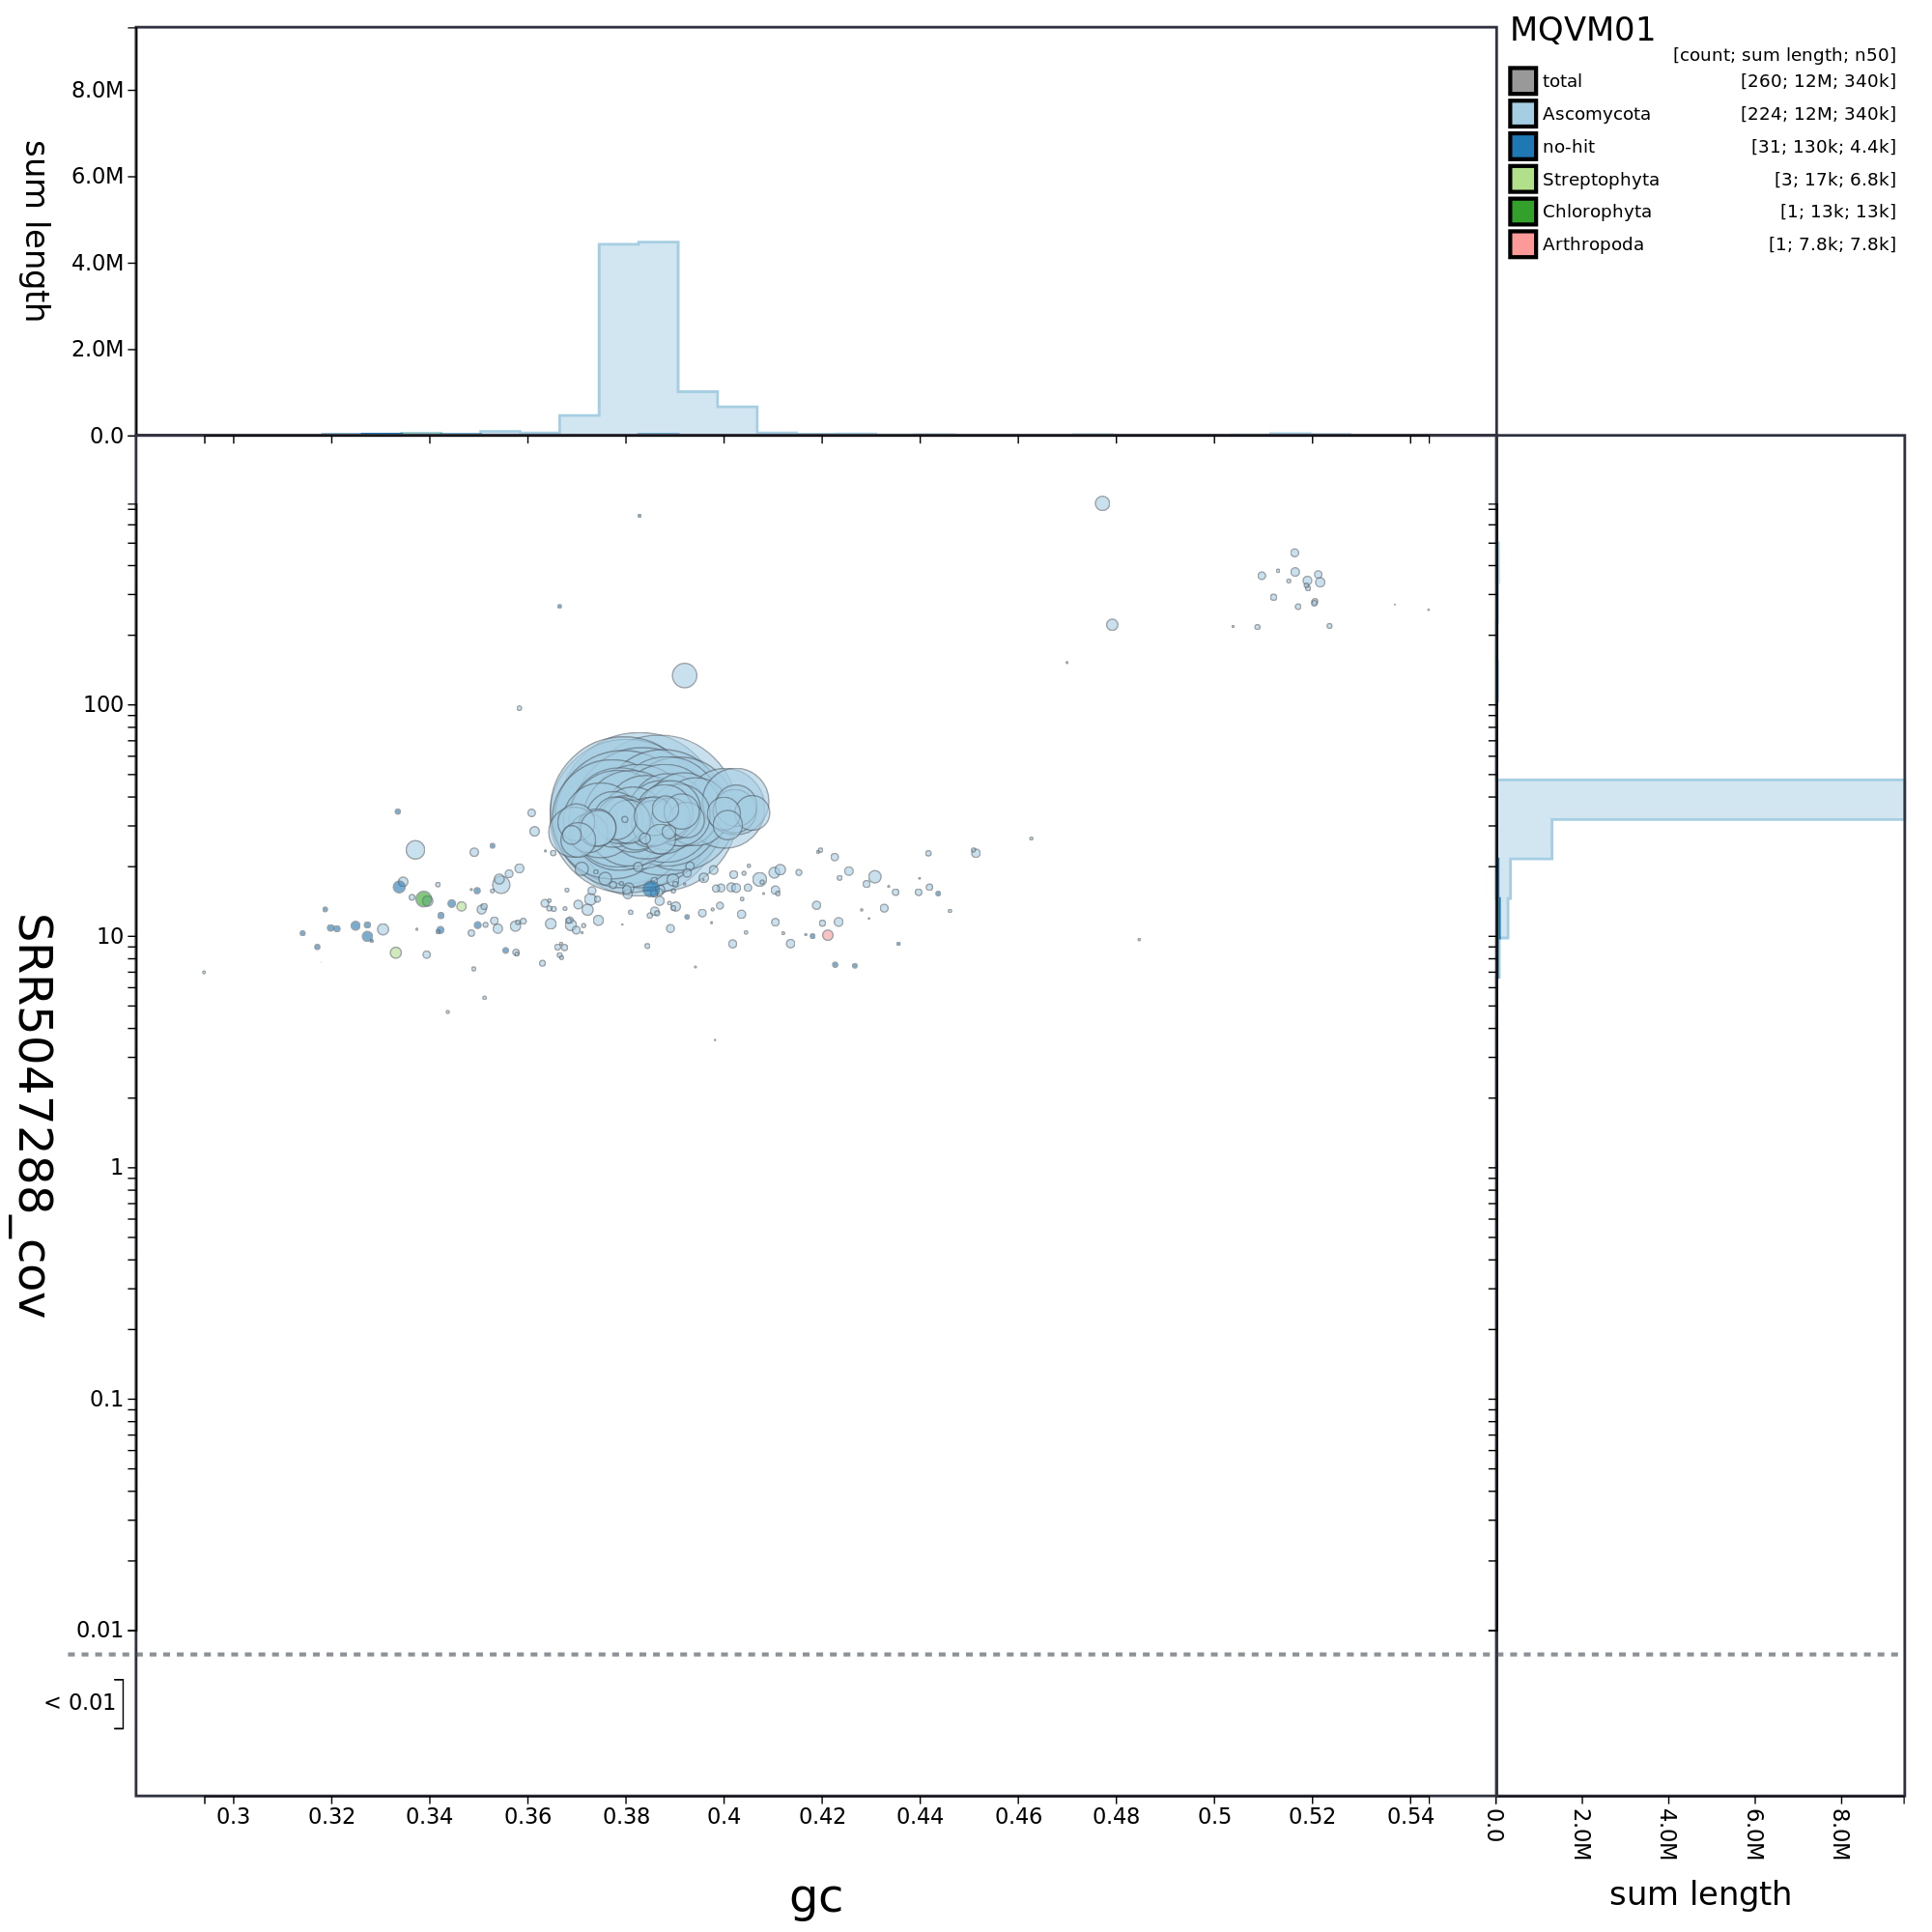 MQVM01
[count; sum length; n50]
total [260; 12M; 340k]
Ascomycota [224; 12M; 340k]
no-hit [31; 130k; 4.4k]
Streptophyta [3; 17k; 6.8k]
Chlorophyta [1; 13k; 13k]
Arthropoda [1; 7.8k; 7.8k]
sum length
8.0M
6.0M
4.0M
2.0M
0.0
SRR5047288_cov
100
10
1
0.1
0.01
< 0.01
0.3 0.32 0.34 0.36 0.38 0.4 0.42 0.44 0.46 0.48 0.5 0.52 0.54
gc
0.0 2.0M 4.0M 6.0M 8.0M
sum length